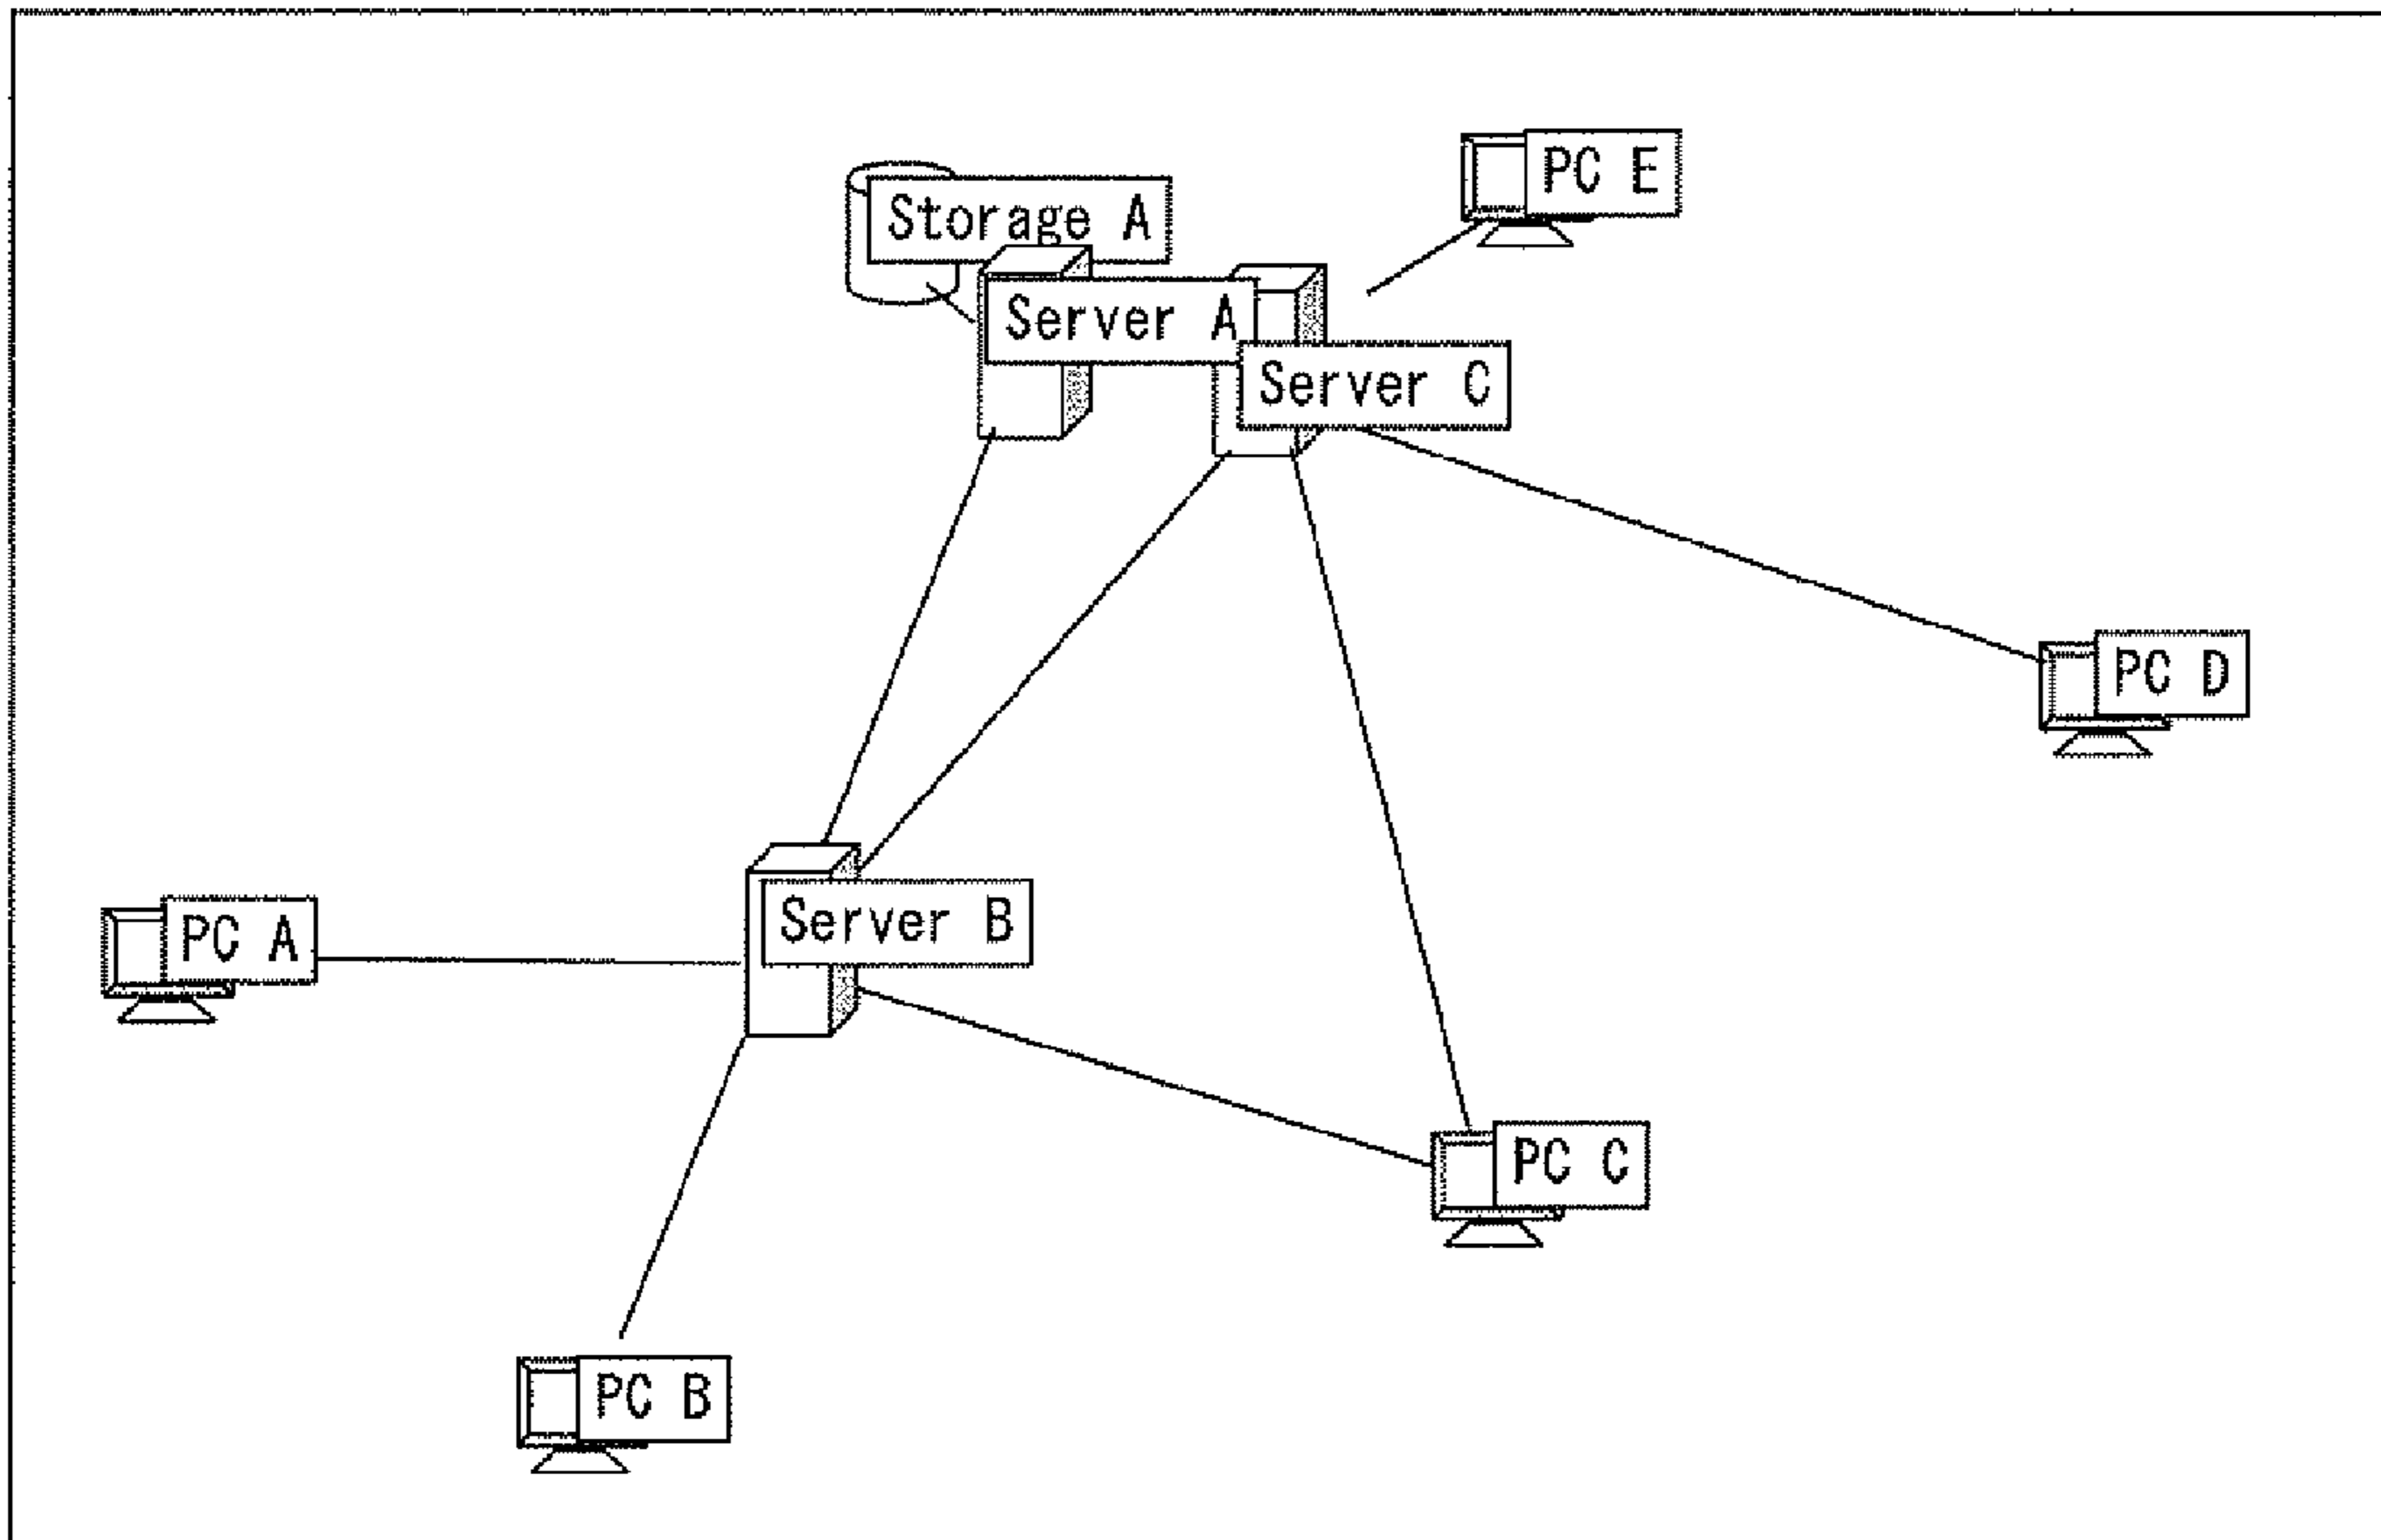 PC E
Storage A
Server A
Server C
PC D
Server B
PC A
PC C
PC B